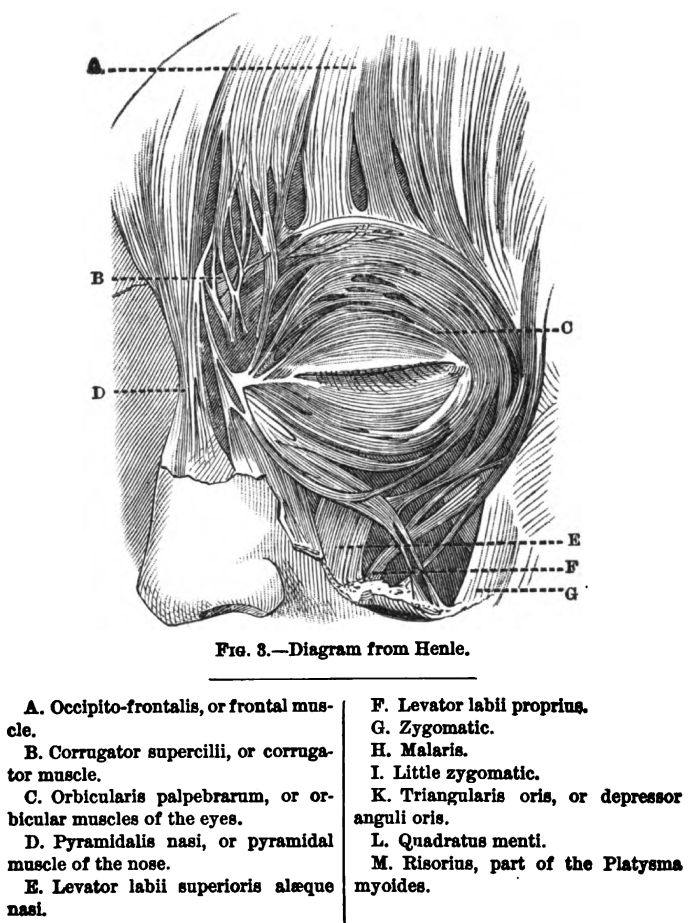 A
B
C
D
E
F
G
FIG. 3.—Diagram from Henle.
A. Occipito-frontalis, or frontal mus-
cle.
B. Corrugator supercilii, or corruga-
tor muscle.
C. Orbicularis palpebrarum, or or-
bicular muscles of the eyes.
D. Pyramidalis nasi, or pyramidal
muscle of the nose.
E. Levator labii superioris alæque
nasi.
F. Levator labii proprius.
G. Zygomatic.
H. Malaris.
I. Little zygomatic.
K. Triangularis oris, or depressor
anguli oris.
L. Quadratus menti.
M. Risorius, part of the Platysma
myoides.